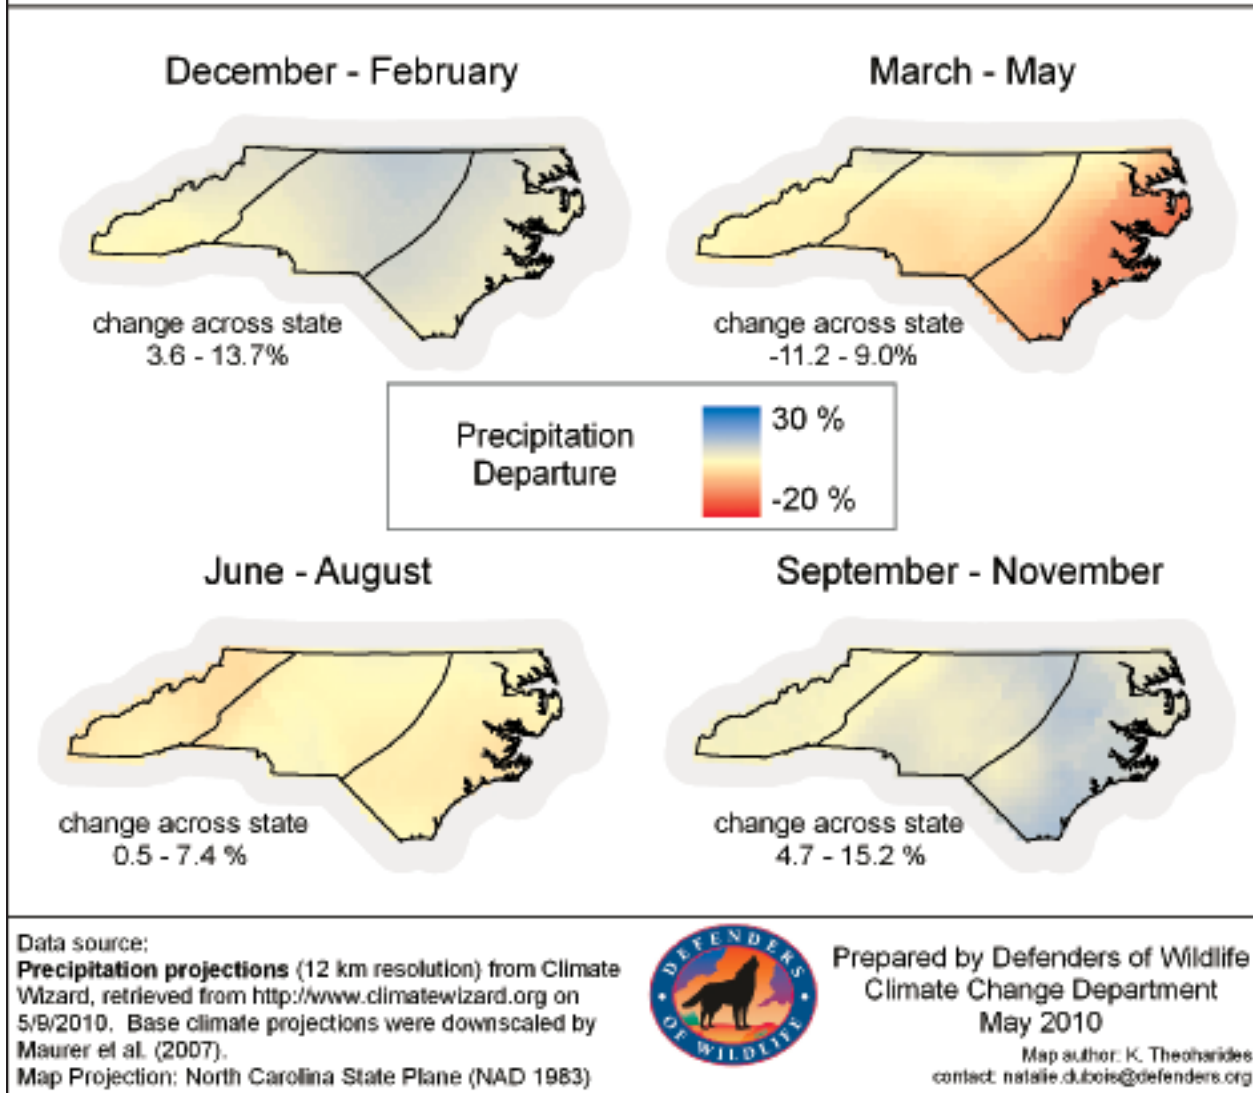 December - February
March - May
change across state
3.6 - 13.7%
change across state
-11.2 - 9.0%
Precipitation
Departure
30 %
-20 %
June - August
September - November
change across state
0.5 - 7.4 %
change across state
4.7 - 15.2 %
Data source:
Precipitation projections (12 km resolution) from Climate
Wizard, retrieved from http://www.climatewizard.org on
5/9/2010.  Base climate projections were downscaled by
Maurer et al. (2007).
Map Projection: North Carolina State Plane (NAD 1983)
DEFENDERS
OF WILDLIFE
Prepared by Defenders of Wildlife
Climate Change Department
May 2010
Map author: K. Theoharides
contact: natalie.dubois@defenders.org